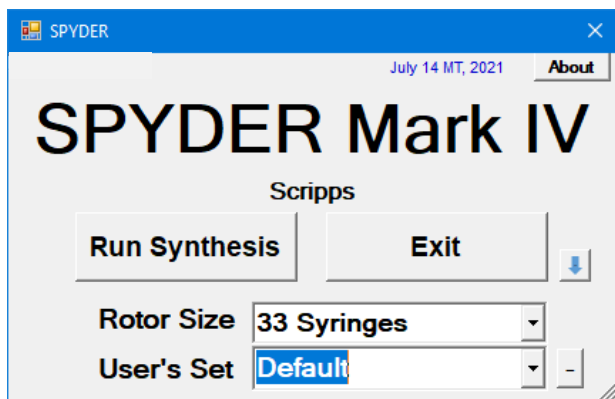 SPYDER
July 14 MT, 2021 About
SPYDER Mark IV
Scripps
Run Synthesis Exit
Rotor Size 33 Syringes
User's Set Default -